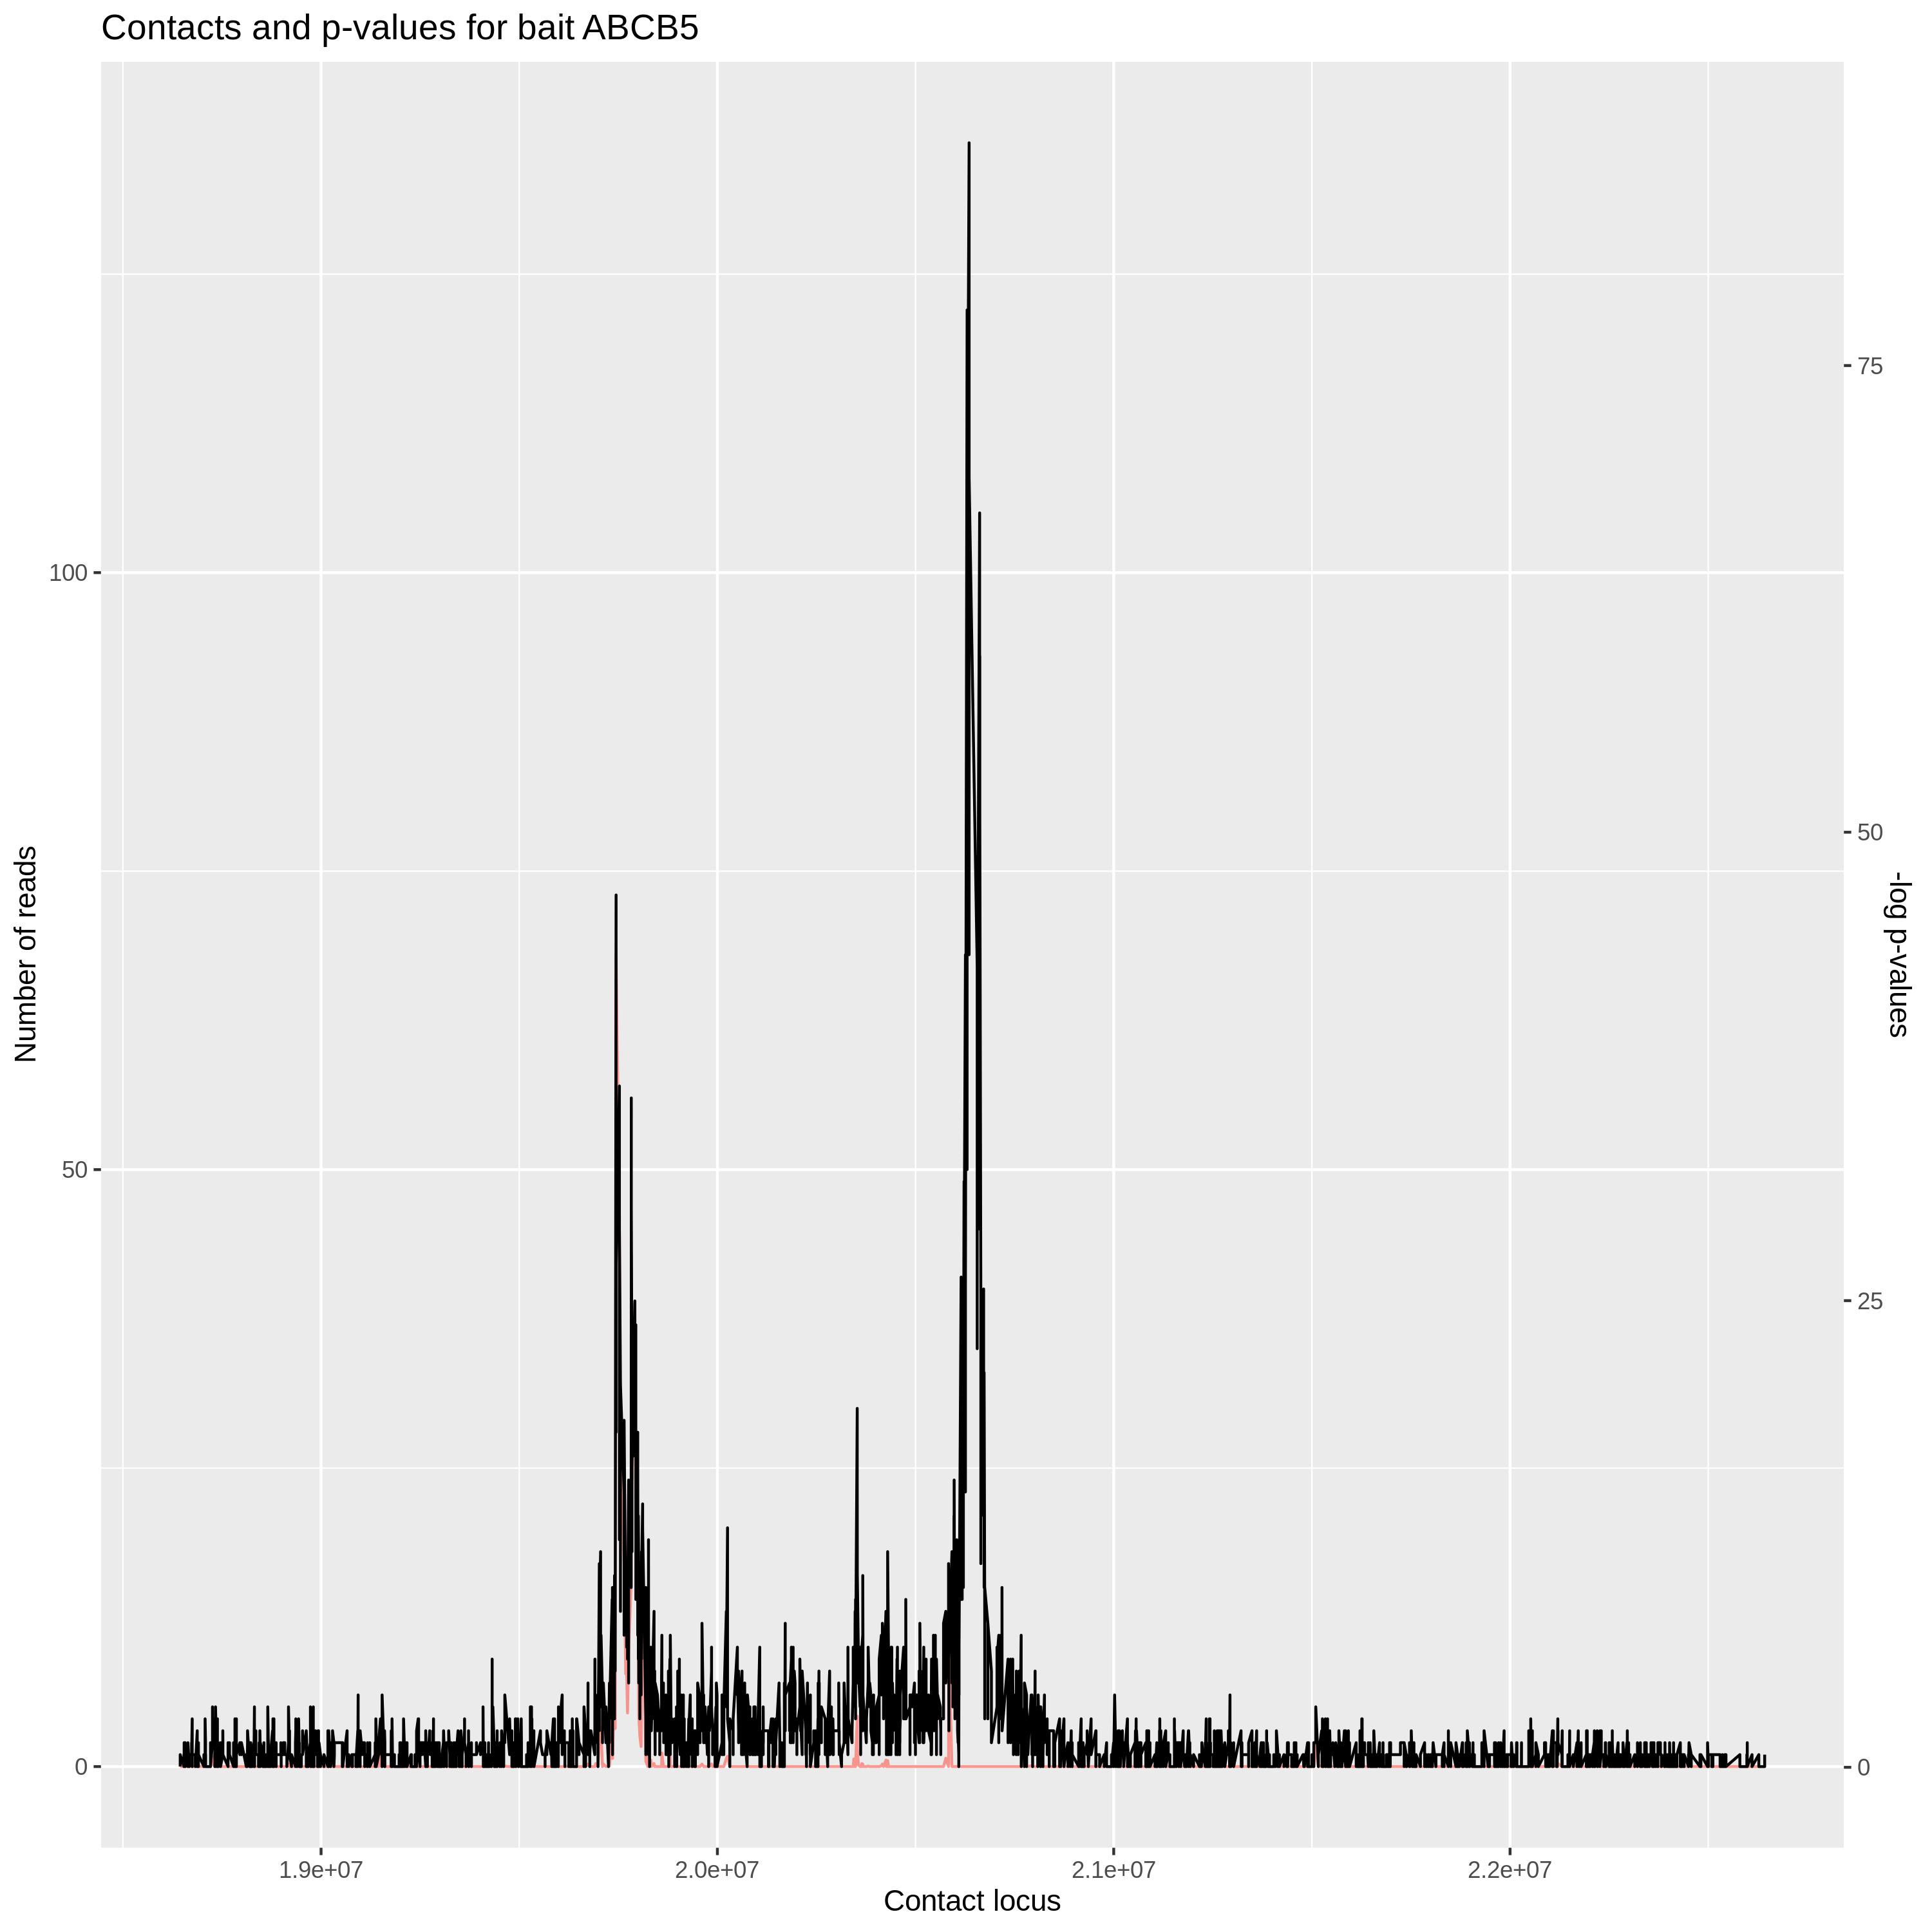 Contacts and p-values for bait ABCB5
Number of reads
100
50
0
75
50
25
0
-log p-values
1.9e+07
2.0e+07
2.1e+07
2.2e+07
Contact locus